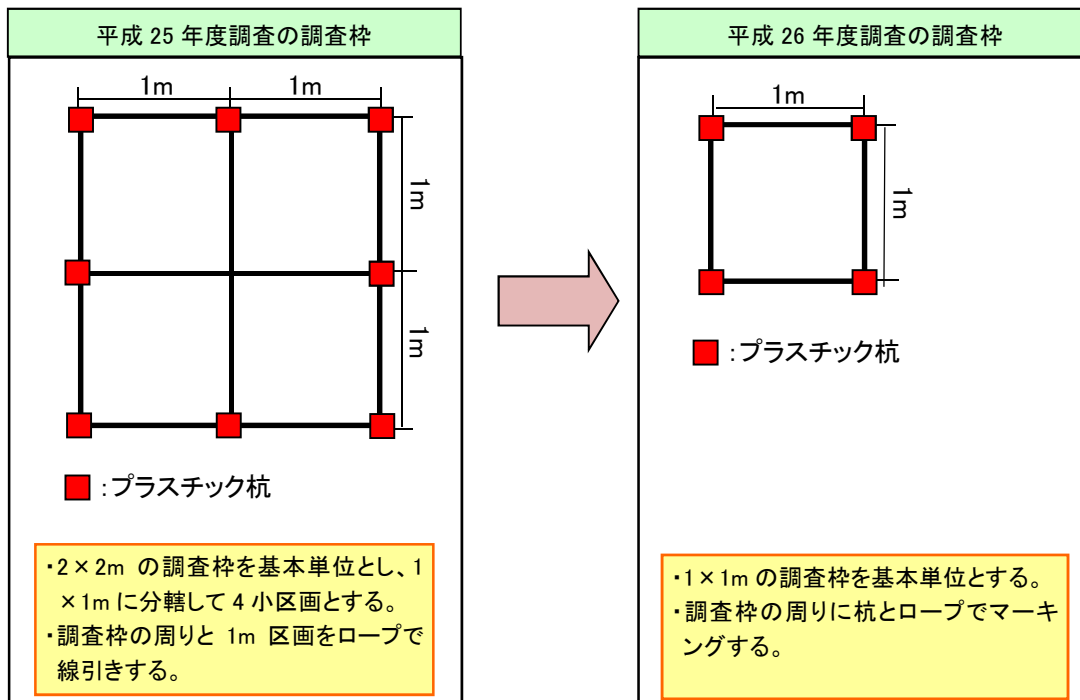 平成 25 年度調査の調査枠
1m
1m
1m
1m
:プラスチック杭
・2×2m の調査枠を基本単位とし、1
×1m に分轄して 4 小区画とする。
・調査枠の周りと 1m 区画をロープで
線引きする。
平成 26 年度調査の調査枠
1m
1m
:プラスチック杭
・1×1m の調査枠を基本単位とする。
・調査枠の周りに杭とロープでマーキ
ングする。